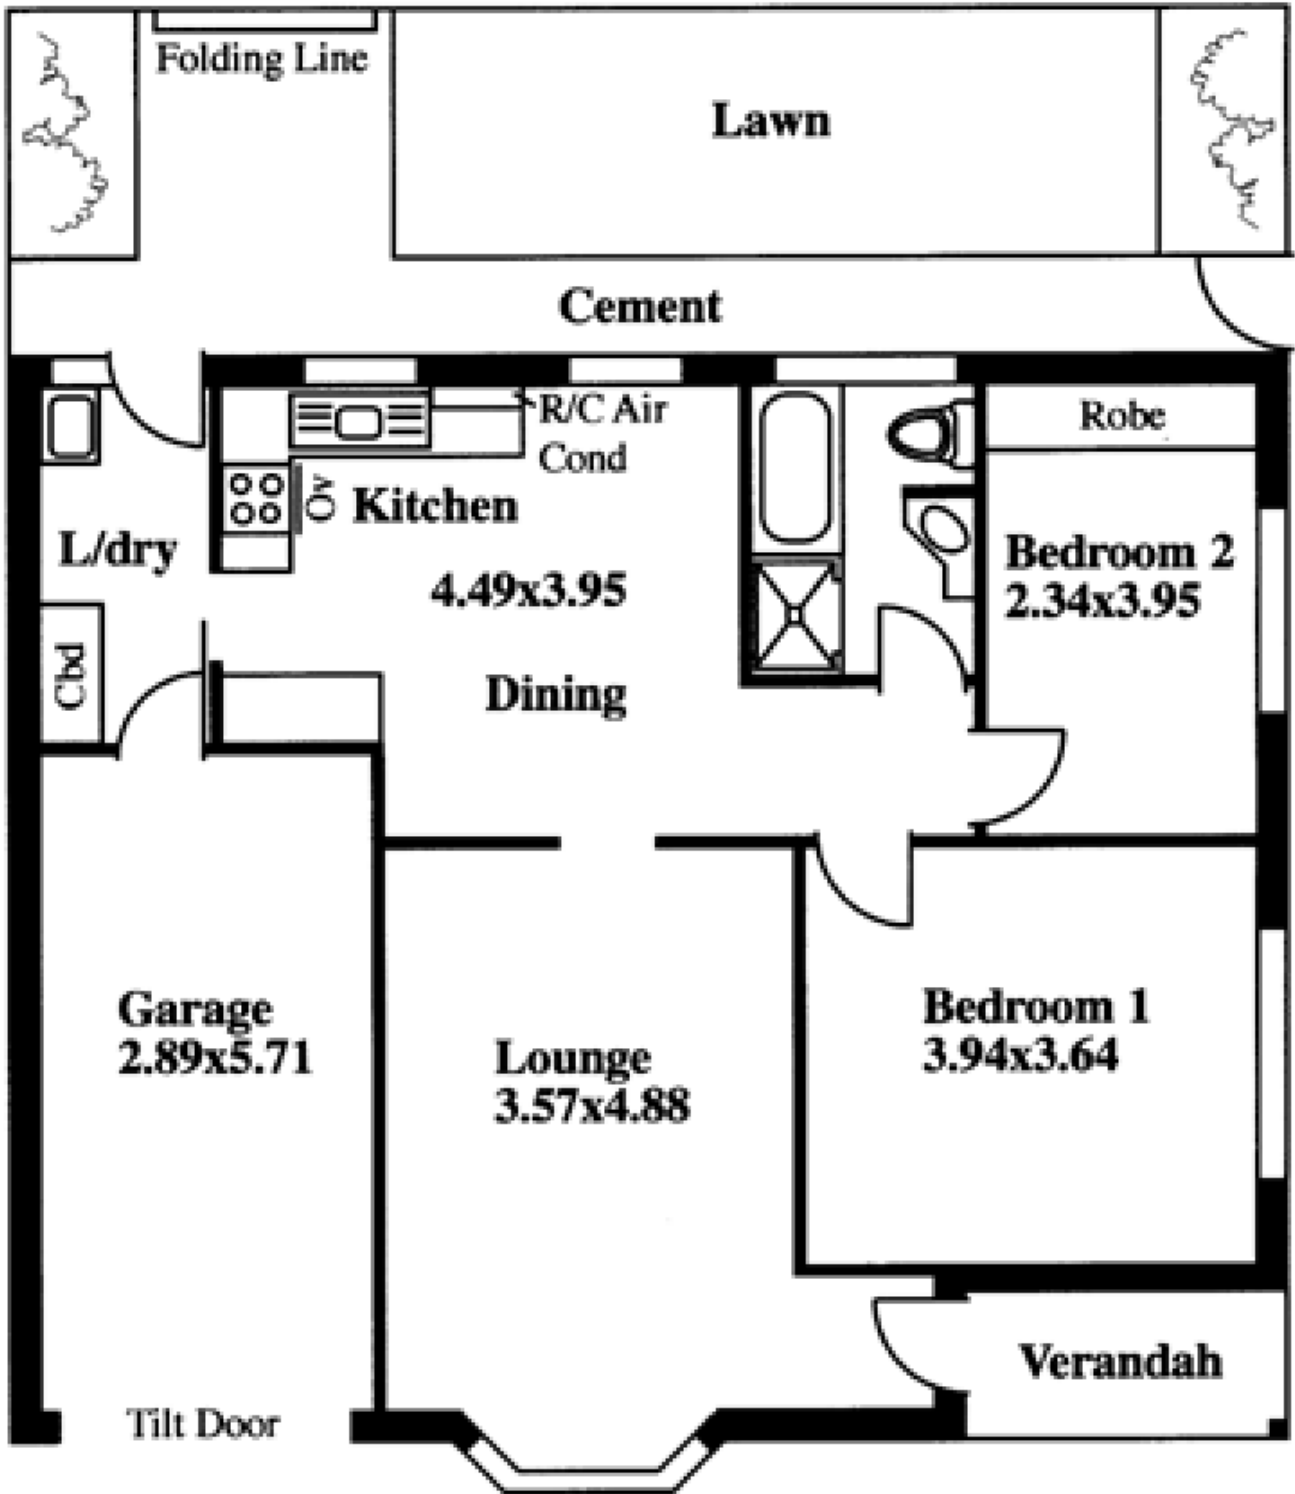 Folding Line
Lawn
Cement
R/C Air
Cond
Robe
Ov
Kitchen
L/dry
4.49x3.95
Bedroom 2
2.34x3.95
Cbd
Dining
Garage
2.89x5.71
Lounge
3.57x4.88
Bedroom 1
3.94x3.64
Verandah
Tilt Door